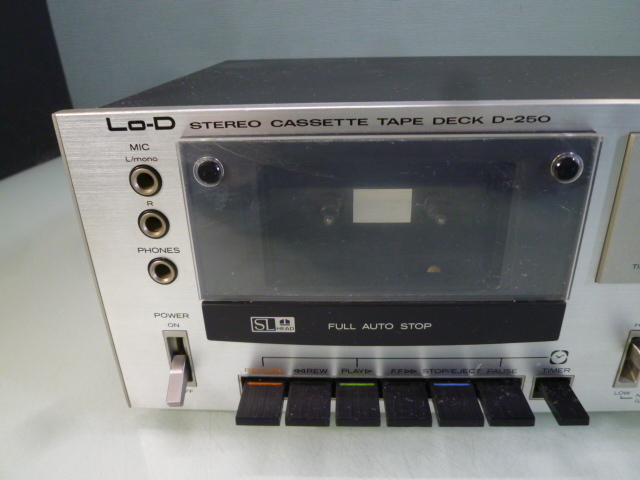 Lo-D STEREO CASSETTE TAPE DECK D-250
MIC
L/mono
R
PHONES
POWER
ON
SL HEAD
FULL AUTO STOP
◀◀REW PLAY▶ F.F▶▶ STOP/EJECT PAUSE TIMER
LOW